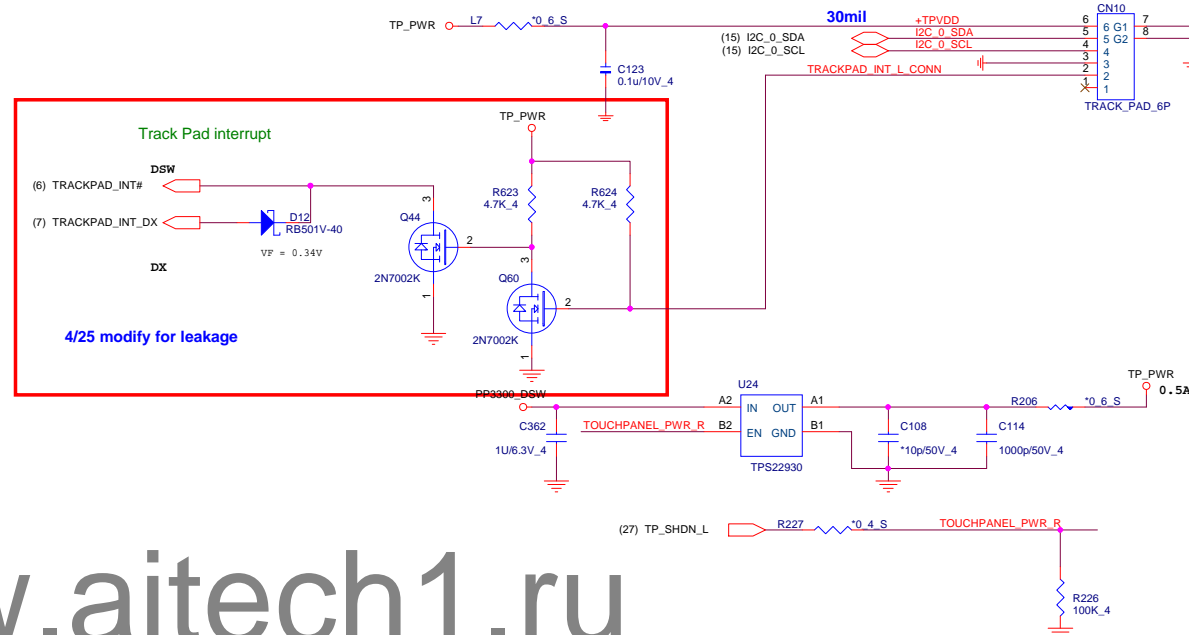 TP_PWR L7 *0_6_S
30mil
CN10
+TPVDD 6 6 G1 7
(15) I2C_0_SDA I2C_0_SDA 5 5 G2 8
(15) I2C_0_SCL I2C_0_SCL 4 4
3 3
TRACKPAD_INT_L_CONN 2 2
1 1
TRACK_PAD_6P
C123
0.1u/10V_4
Track Pad interrupt
TP_PWR
DSW
(6) TRACKPAD_INT#
(7) TRACKPAD_INT_DX
D12
RB501V-40
VF = 0.34V
DX
R623
4.7K_4
R624
4.7K_4
3
Q44
2
2N7002K
1
3
Q60
2
2N7002K
1
4/25 modify for leakage
PP3300_DSW
U24
A2 IN OUT A1
TOUCHPANEL_PWR_R B2 EN GND B1
TPS22930
C362
1U/6.3V_4
R206 *0_6_S
TP_PWR
0.5A
C108
*10p/50V_4
C114
1000p/50V_4
(27) TP_SHDN_L R227 *0_4_S TOUCHPANEL_PWR_R
R226
100K_4
w.aitech1.ru